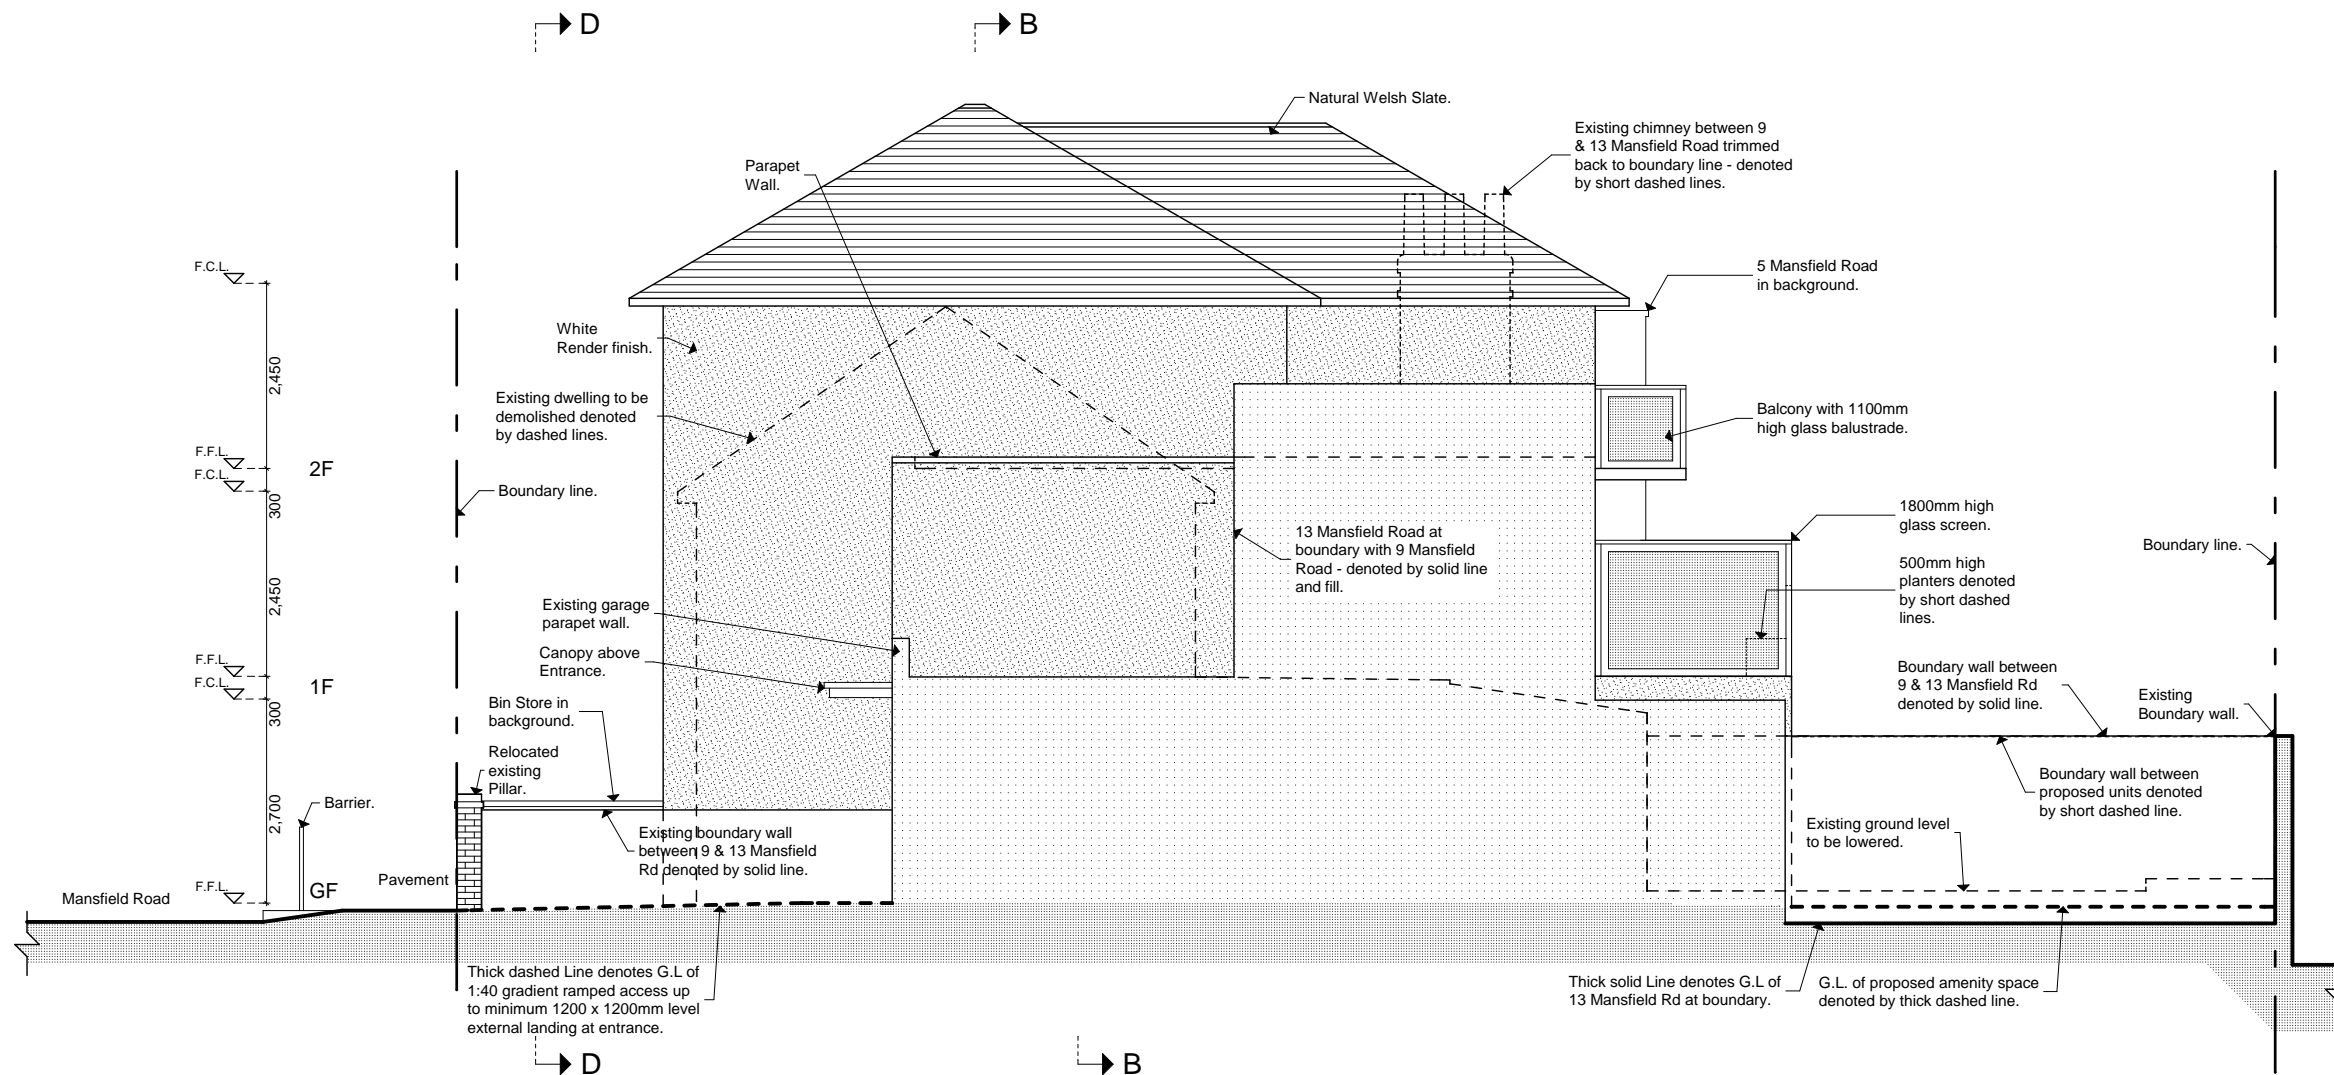 D
B
Natural Welsh Slate.
Existing chimney between 9
& 13 Mansfield Road trimmed
back to boundary line - denoted
by short dashed lines.
Parapet
Wall.
F.C.L.
5 Mansfield Road
in background.
White
Render finish.
2,450
Existing dwelling to be
demolished denoted
by dashed lines.
Balcony with 1100mm
high glass balustrade.
F.F.L.
2F
F.C.L.
300
Boundary line.
1800mm high
glass screen.
13 Mansfield Road at
boundary with 9 Mansfield
Road - denoted by solid line
and fill.
Boundary line.
500mm high
planters denoted
by short dashed
lines.
2,450
Existing garage
parapet wall.
Canopy above
Entrance.
F.F.L.
1F
F.C.L.
300
Boundary wall between
9 & 13 Mansfield Rd
denoted by solid line.
Existing
Boundary wall.
Bin Store in
background.
Relocated
existing
Pillar.
Boundary wall between
proposed units denoted
by short dashed line.
2,700
Barrier.
Existing boundary wall
between 9 & 13 Mansfield
Rd denoted by solid line.
Existing ground level
to be lowered.
Pavement
F.F.L.
GF
Mansfield Road
Thick dashed Line denotes G.L of
1:40 gradient ramped access up
to minimum 1200 x 1200mm level
external landing at entrance.
Thick solid Line denotes G.L of
13 Mansfield Rd at boundary.
G.L. of proposed amenity space
denoted by thick dashed line.
D
B